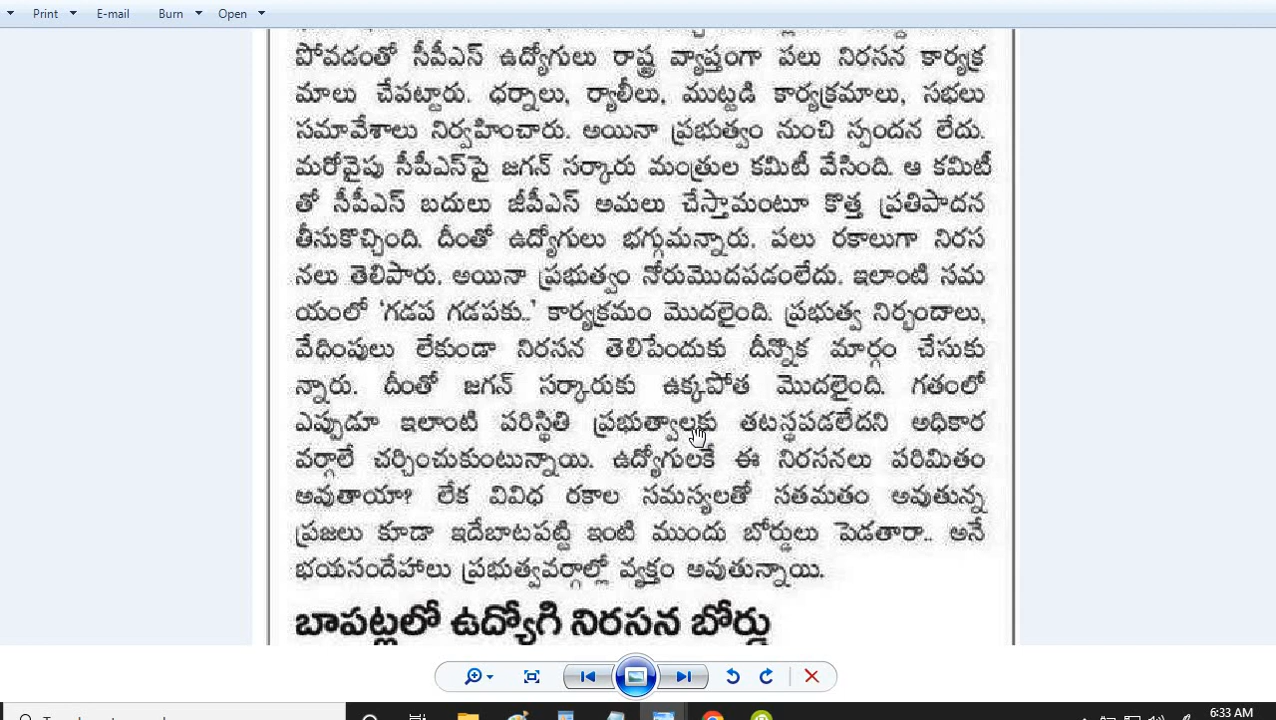 Print E-mail Burn Open
పోవడంతో సీపీఎస్ ఉద్యోగులు రాష్ట్ర వ్యాప్తంగా పలు నిరసన కార్యక్ర
మాలు చేపట్టారు. ధర్నాలు, ర్యాలీలు, ముట్టడి కార్యక్రమాలు, సభలు
సమావేశాలు నిర్వహించారు. అయినా ప్రభుత్వం నుంచి స్పందన లేదు.
మరోవైపు సీపీఎస్‌పై జగన్ సర్కారు మంత్రుల కమిటీ వేసింది. ఆ కమిటీ
తో సీపీఎస్ బదులు జీపీఎస్ అమలు చేస్తామంటూ కొత్త ప్రతిపాదన
తీసుకొచ్చింది. దీంతో ఉద్యోగులు భగ్గుమన్నారు. పలు రకాలుగా నిరస
నలు తెలిపారు. అయినా ప్రభుత్వం నోరుమెదపడంలేదు. ఇలాంటి సమ
యంలో ‘గడప గడపకు..’ కార్యక్రమం మొదలైంది. ప్రభుత్వ నిర్బందాలు,
వేధింపులు లేకుండా నిరసన తెలిపేందుకు దీన్నొక మార్గం చేసుకు
న్నారు. దీంతో జగన్ సర్కారుకు ఉక్కపోత మొదలైంది. గతంలో
ఎప్పుడూ ఇలాంటి పరిస్థితి ప్రభుత్వాలకు తటస్థపడలేదని అధికార
వర్గాలే చర్చించుకుంటున్నాయి. ఉద్యోగులకే ఈ నిరసనలు పరిమితం
అవుతాయా? లేక వివిధ రకాల సమస్యలతో సతమతం అవుతున్న
ప్రజలు కూడా ఇదేబాటపట్టి ఇంటి ముందు బోర్డులు పెడతారా.. అనే
భయసందేహాలు ప్రభుత్వవర్గాల్లో వ్యక్తం అవుతున్నాయి.
బాపట్లలో ఉద్యోగి నిరసన బోర్డు
6:33 AM